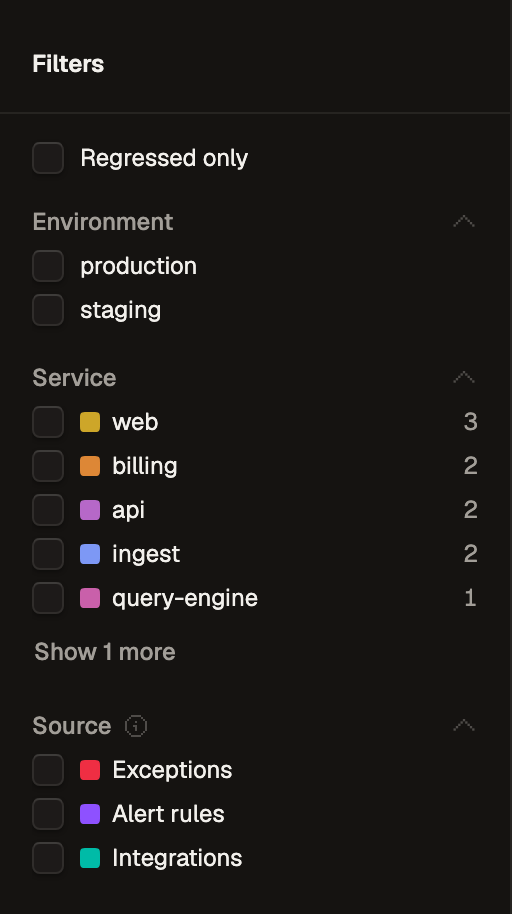 Filters
Regressed only
Environment
production
staging
Service
web 3
billing 2
api 2
ingest 2
query-engine 1
Show 1 more
Source
Exceptions
Alert rules
Integrations